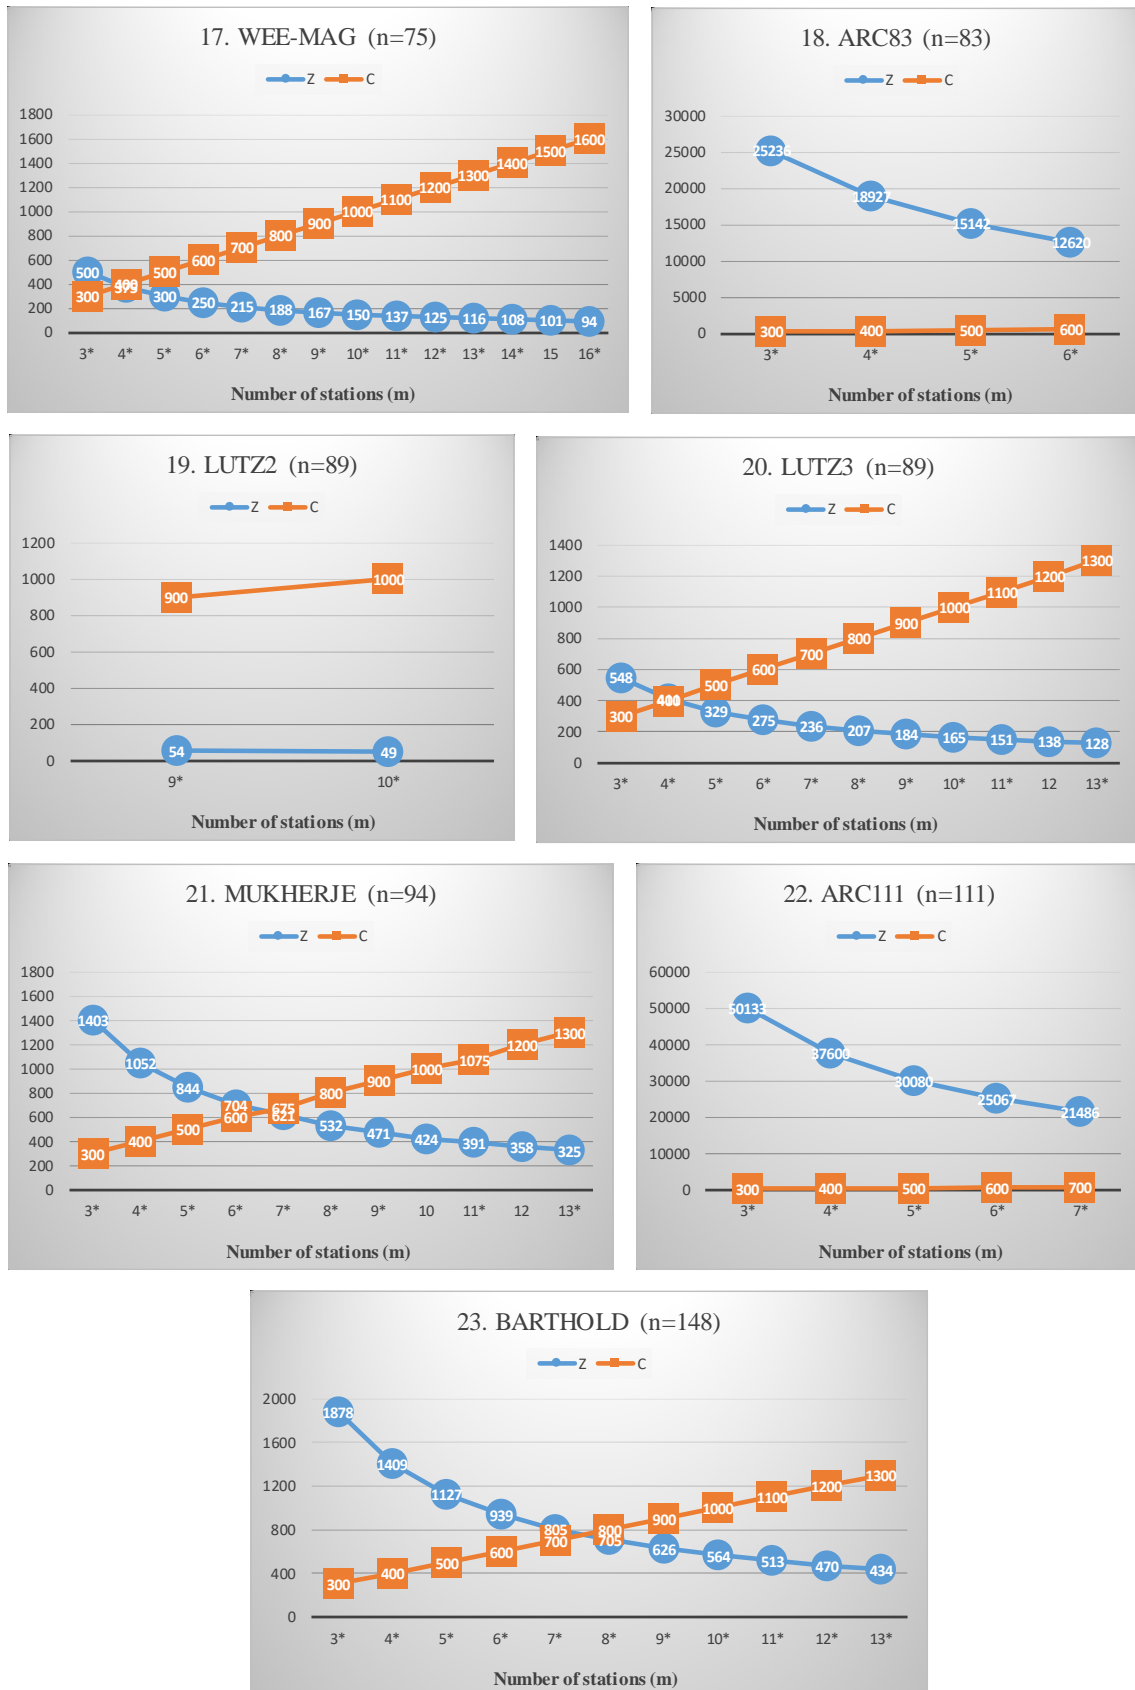 17. WEE-MAG (n=75)
Z C
1800
1600
1400
1200
1000
800
600
400
200
0
500 375 300 250 215 188 167 150 137 125 116 108 101 94
300 400 500 600 700 800 900 1000 1100 1200 1300 1400 1500 1600
3* 4* 5* 6* 7* 8* 9* 10* 11* 12* 13* 14* 15 16*
Number of stations (m)
18. ARC83 (n=83)
Z C
30000
25000
20000
15000
10000
5000
0
25236 18927 15142 12620
300 400 500 600
3* 4* 5* 6*
Number of stations (m)
19. LUTZ2 (n=89)
Z C
1200
1000
800
600
400
200
0
900 1000
54 49
9* 10*
Number of stations (m)
20. LUTZ3 (n=89)
Z C
1400
1200
1000
800
600
400
200
0
548 329 275 236 207 184 165 151 138 128
300 400 500 600 700 800 900 1000 1100 1200 1300
3* 4* 5* 6* 7* 8* 9* 10* 11* 12 13*
Number of stations (m)
21. MUKHERJE (n=94)
Z C
1800
1600
1400
1200
1000
800
600
400
200
0
1403 1052 844 704 621 532 471 424 391 358 325
300 400 500 600 675 800 900 1000 1075 1200 1300
3* 4* 5* 6* 7* 8* 9* 10 11* 12 13*
Number of stations (m)
22. ARC111 (n=111)
Z C
60000
50000
40000
30000
20000
10000
0
50133 37600 30080 25067 21486
300 400 500 600 700
3* 4* 5* 6* 7*
Number of stations (m)
23. BARTHOLD (n=148)
Z C
2000
1600
1200
800
400
0
1878 1409 1127 939 805 705 626 564 513 470 434
300 400 500 600 700 800 900 1000 1100 1200 1300
3* 4* 5* 6* 7* 8* 9* 10* 11* 12* 13*
Number of stations (m)